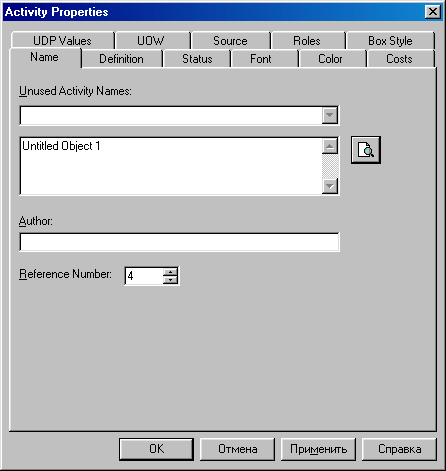 Activity Properties
UDP Values UOW Source Roles Box Style
Name Definition Status Font Color Costs
Unused Activity Names:
Untitled Object 1
Author:
Reference Number: 4
OK Отмена Применить Справка